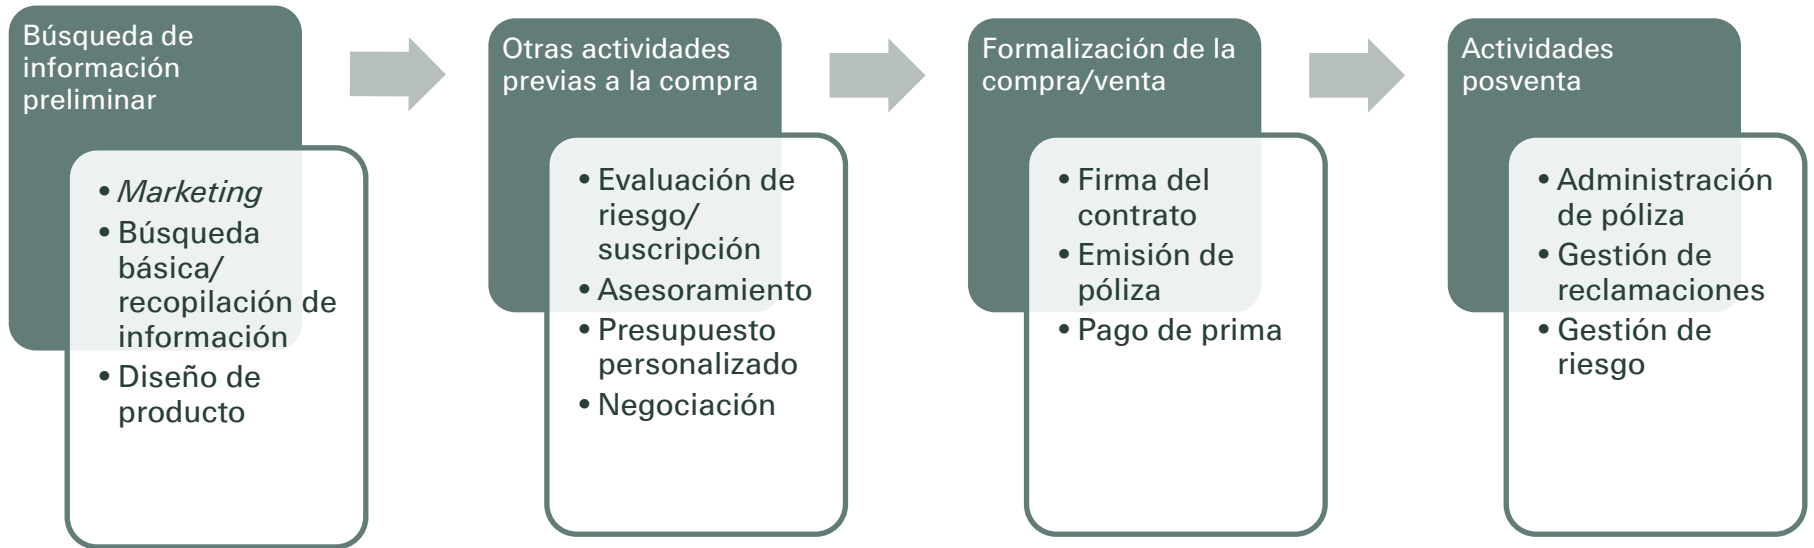 Búsqueda de
información
preliminar
• Marketing
• Búsqueda
básica/
recopilación de
información
• Diseño de
producto
Otras actividades
previas a la compra
• Evaluación de
riesgo/
suscripción
• Asesoramiento
• Presupuesto
personalizado
• Negociación
Formalización de la
compra/venta
• Firma del
contrato
• Emisión de
póliza
• Pago de prima
Actividades
posventa
• Administración
de póliza
• Gestión de
reclamaciones
• Gestión de
riesgo